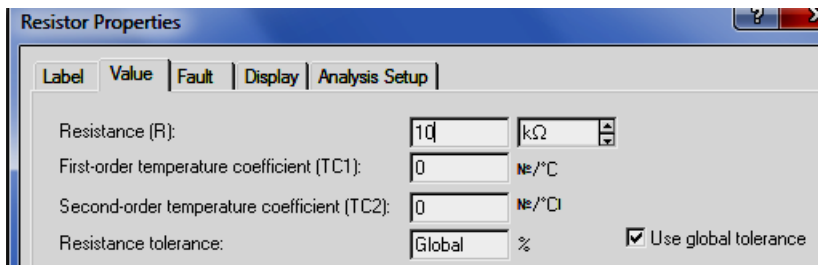 Resistor Properties
?
Label Value Fault Display Analysis Setup
Resistance (R): 10 kΩ
First-order temperature coefficient (TC1): 0 №/°C
Second-order temperature coefficient (TC2): 0 №/°CІ
Resistance tolerance: Global % Use global tolerance